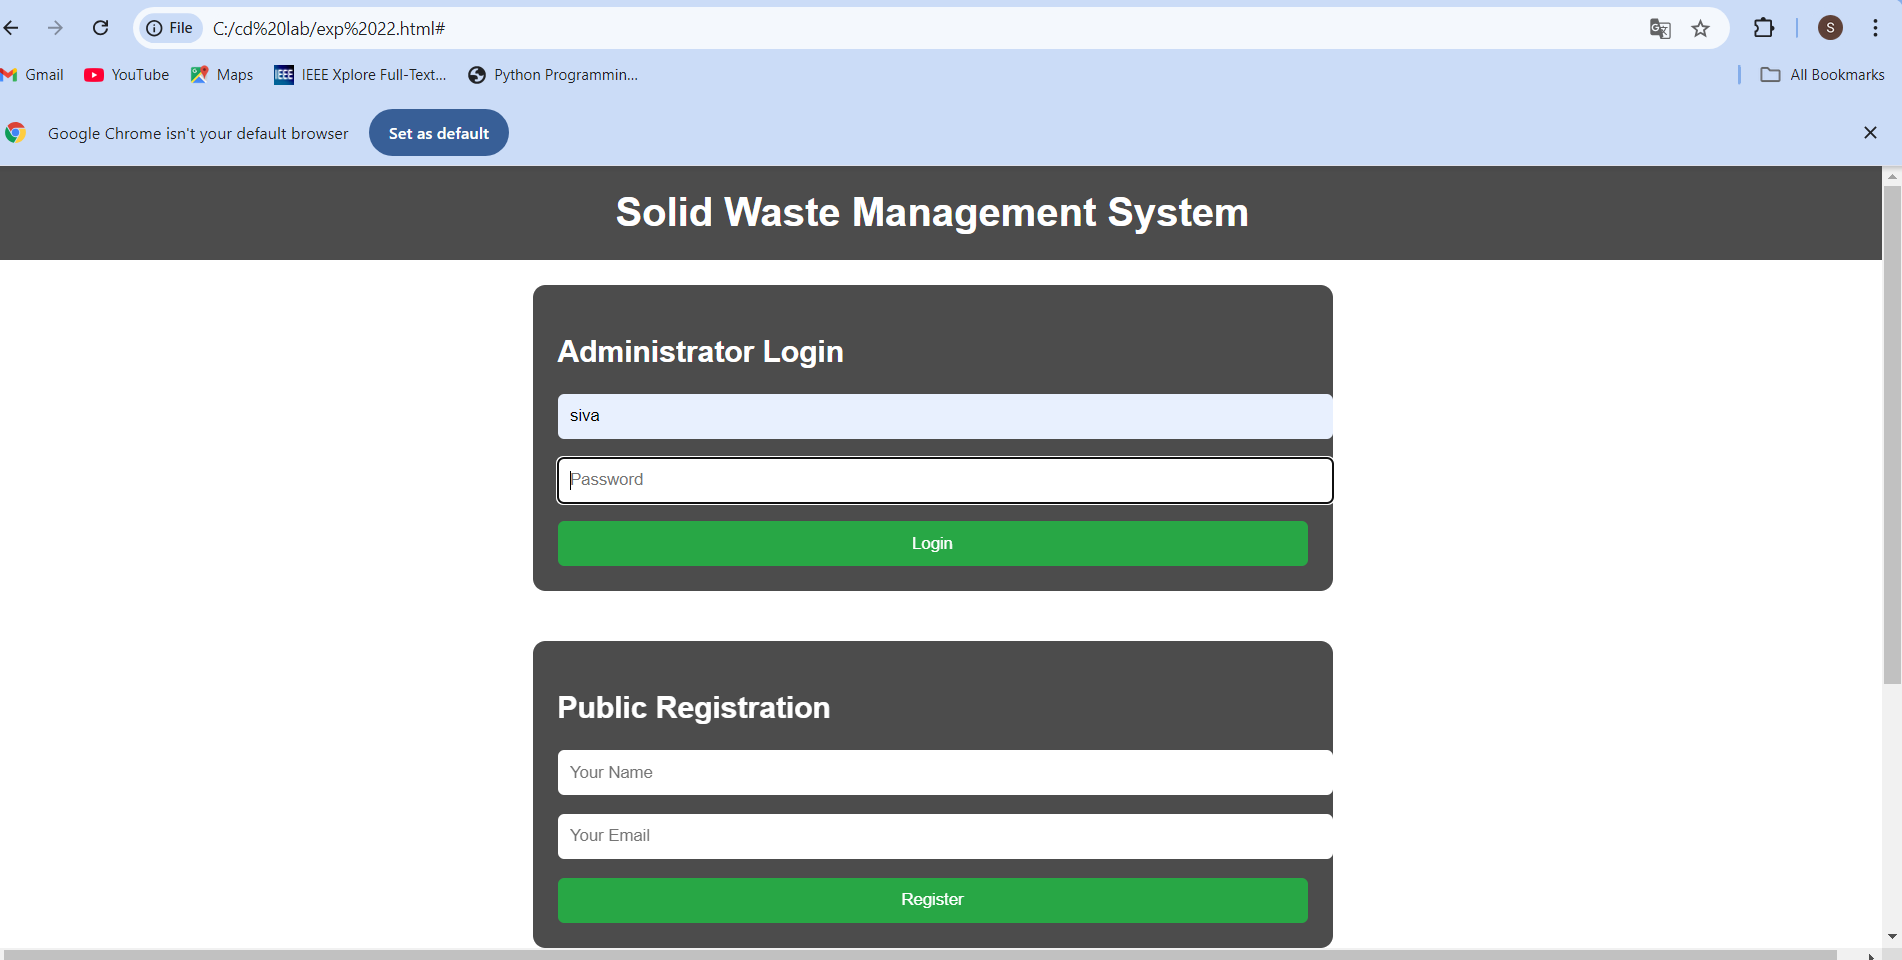 File C:/cd%20lab/exp%2022.html# S
Gmail YouTube Maps IEEE IEEE Xplore Full-Text... Python Programmin... All Bookmarks
Google Chrome isn't your default browser Set as default
Solid Waste Management System
Administrator Login
siva
Password
Login
Public Registration
Your Name
Your Email
Register